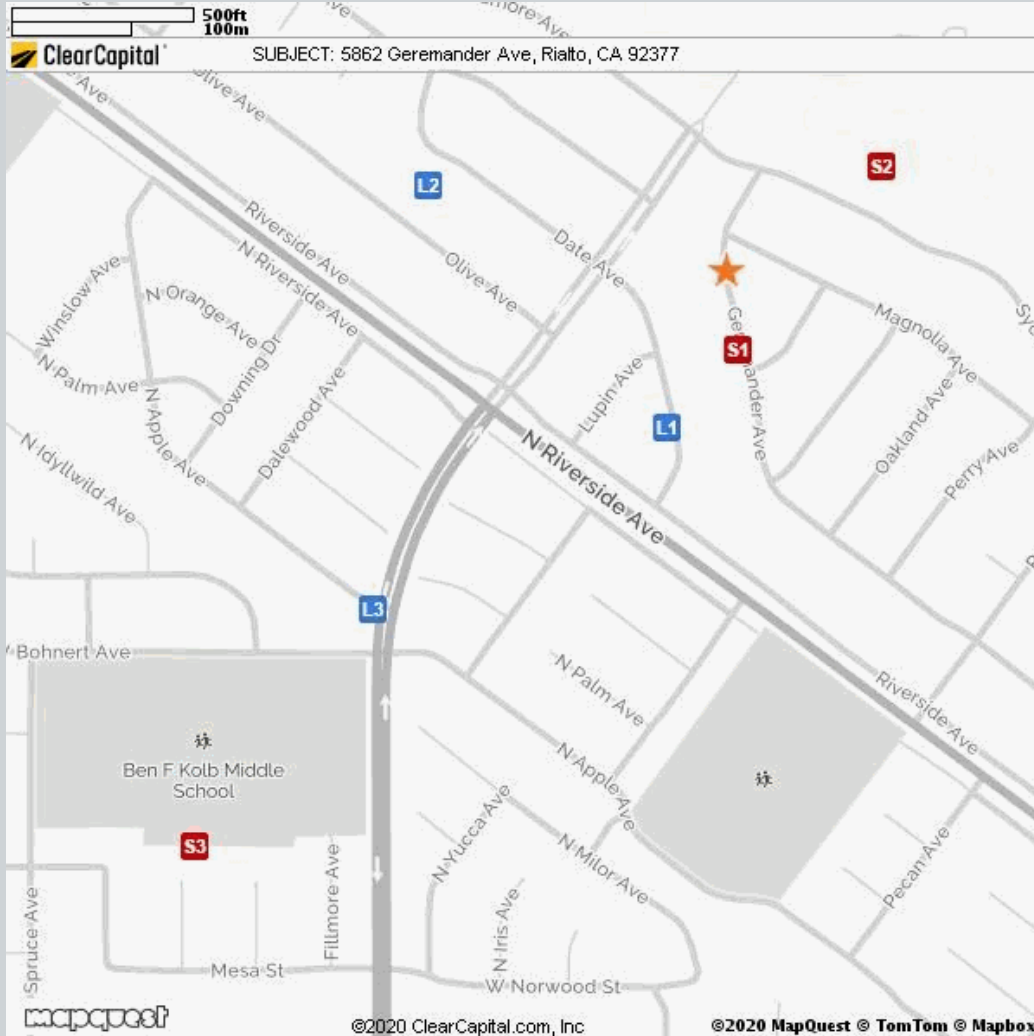 500ft
100m
ClearCapital
SUBJECT: 5862 Geremander Ave, Rialto, CA 92377
Olive Ave
L2
S2
Riverside Ave
N Riverside Ave
Date Ave
Olive Ave
Winslow Ave
N Orange Ave
Downing Dr
N Palm Ave
N Apple Ave
Dalewood Ave
N Idyllwild Ave
Lupin Ave
S1
Geremander Ave
Magnolia Ave
L1
Oakland Ave
Perry Ave
N Riverside Ave
L3
Bohnert Ave
N Palm Ave
Riverside Ave
Ben F Kolb Middle
School
S3
N Apple Ave
N Yucca Ave
N Milor Ave
Pecan Ave
Spruce Ave
Fillmore Ave
N Iris Ave
Mesa St
W Norwood St
mapquest
©2020 ClearCapital.com, Inc
©2020 MapQuest © TomTom © Mapbox